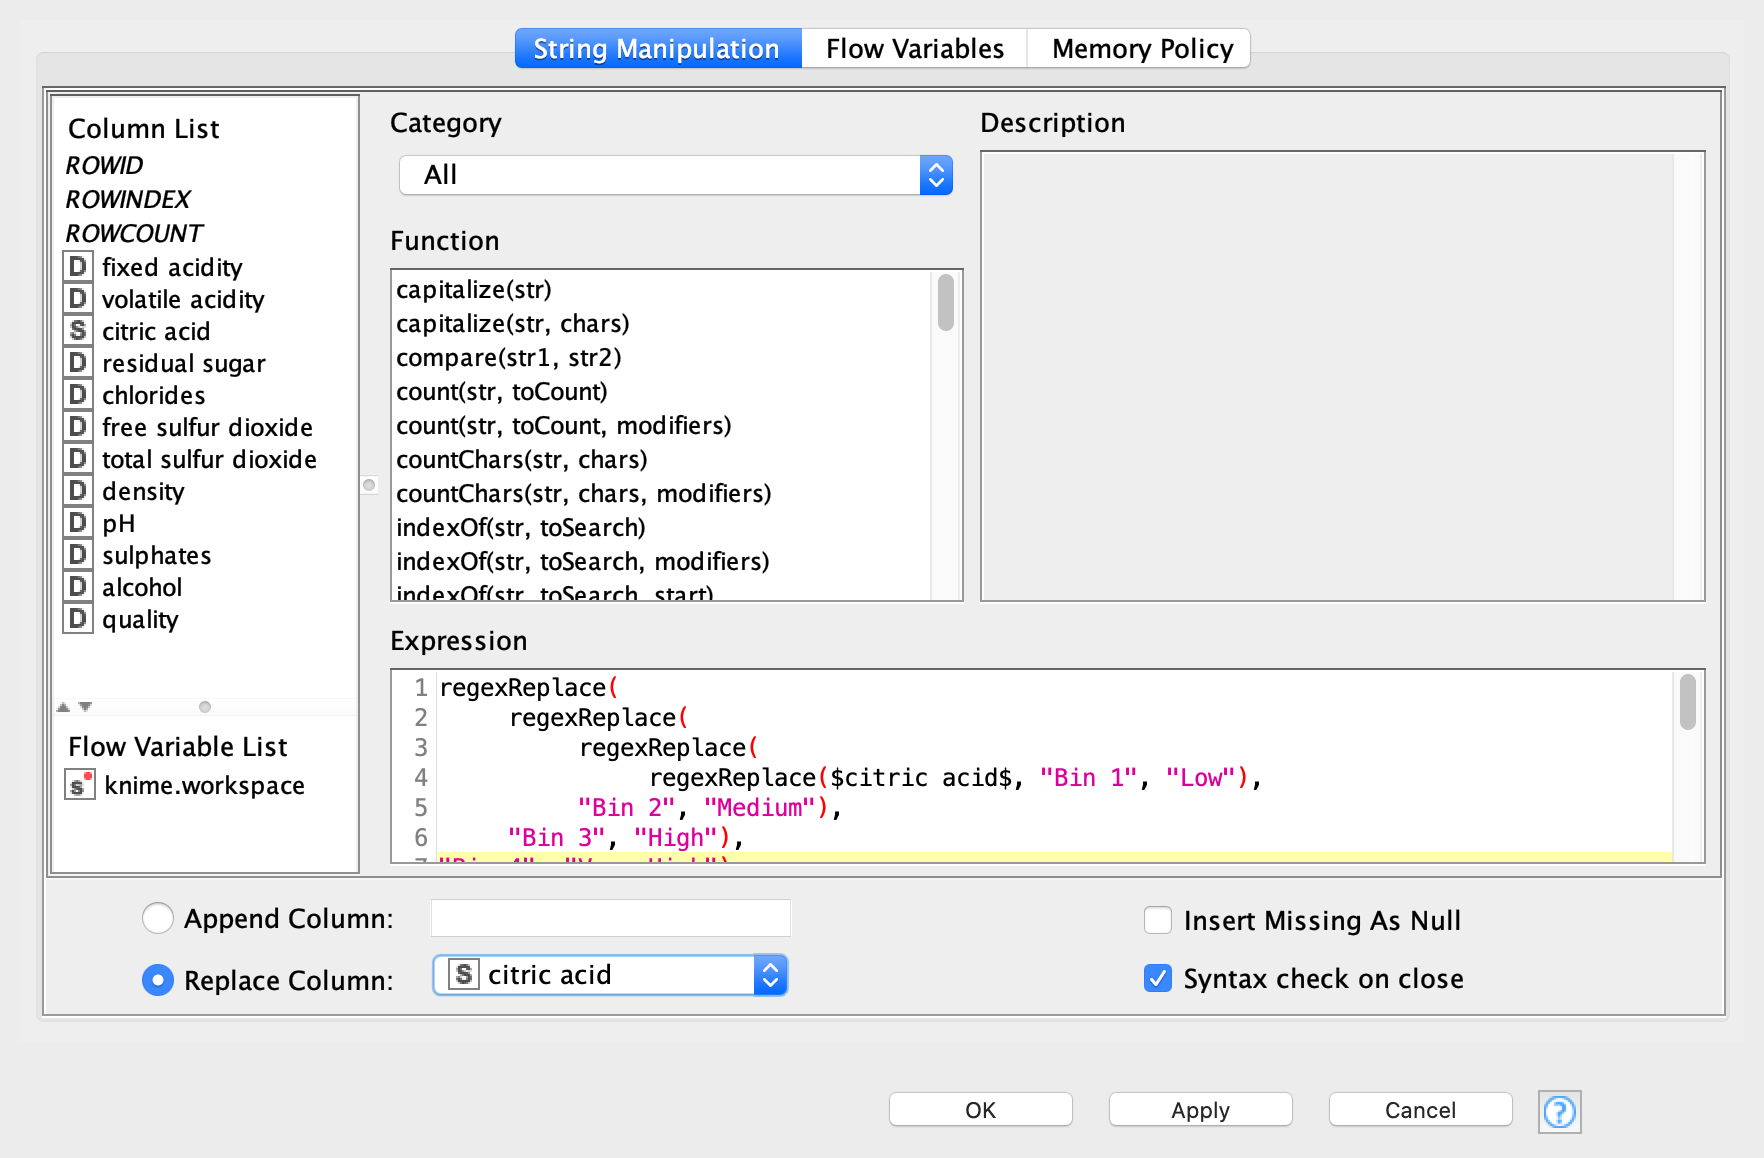 String Manipulation
Flow Variables
Memory Policy
Column List
ROWID
ROWINDEX
ROWCOUNT
D fixed acidity
D volatile acidity
S citric acid
D residual sugar
D chlorides
D free sulfur dioxide
D total sulfur dioxide
D density
D pH
D sulphates
D alcohol
D quality
Flow Variable List
s knime.workspace
Category
All
Function
capitalize(str)
capitalize(str, chars)
compare(str1, str2)
count(str, toCount)
count(str, toCount, modifiers)
countChars(str, chars)
countChars(str, chars, modifiers)
indexOf(str, toSearch)
indexOf(str, toSearch, modifiers)
indexOf(str, toSearch, start)
Description
Expression
1 regexReplace(
2 regexReplace(
3 regexReplace(
4 regexReplace($citric acid$, "Bin 1", "Low"),
5 "Bin 2", "Medium"),
6 "Bin 3", "High"),
7 "Bin 4", "Very High")
Append Column:
Replace Column:
S citric acid
Insert Missing As Null
Syntax check on close
OK
Apply
Cancel
?